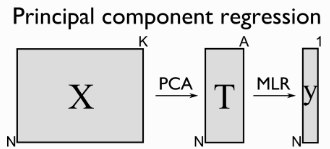 Principal component regression
K A 1
X PCA T MLR y
N N N